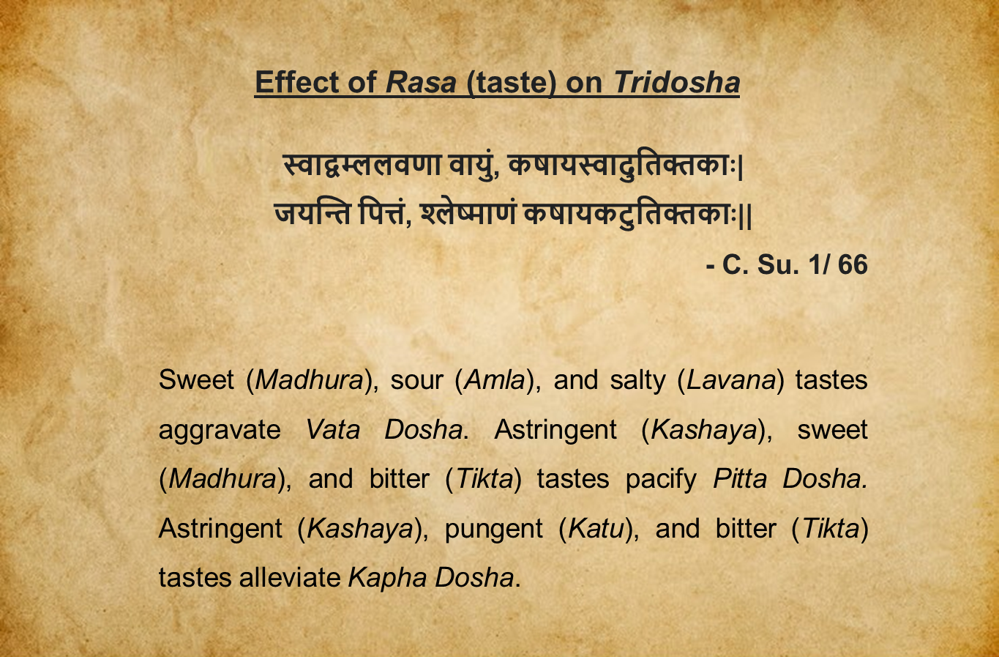 Effect of Rasa (taste) on Tridosha
स्वाद्वम्ललवणा वायुं, कषायस्वादुतिक्तकाः|
जयन्ति पित्तं, श्लेष्माणं कषायकटुतिक्तकाः||
- C. Su. 1/ 66
Sweet (Madhura), sour (Amla), and salty (Lavana) tastes
aggravate Vata Dosha. Astringent (Kashaya), sweet
(Madhura), and bitter (Tikta) tastes pacify Pitta Dosha.
Astringent (Kashaya), pungent (Katu), and bitter (Tikta)
tastes alleviate Kapha Dosha.